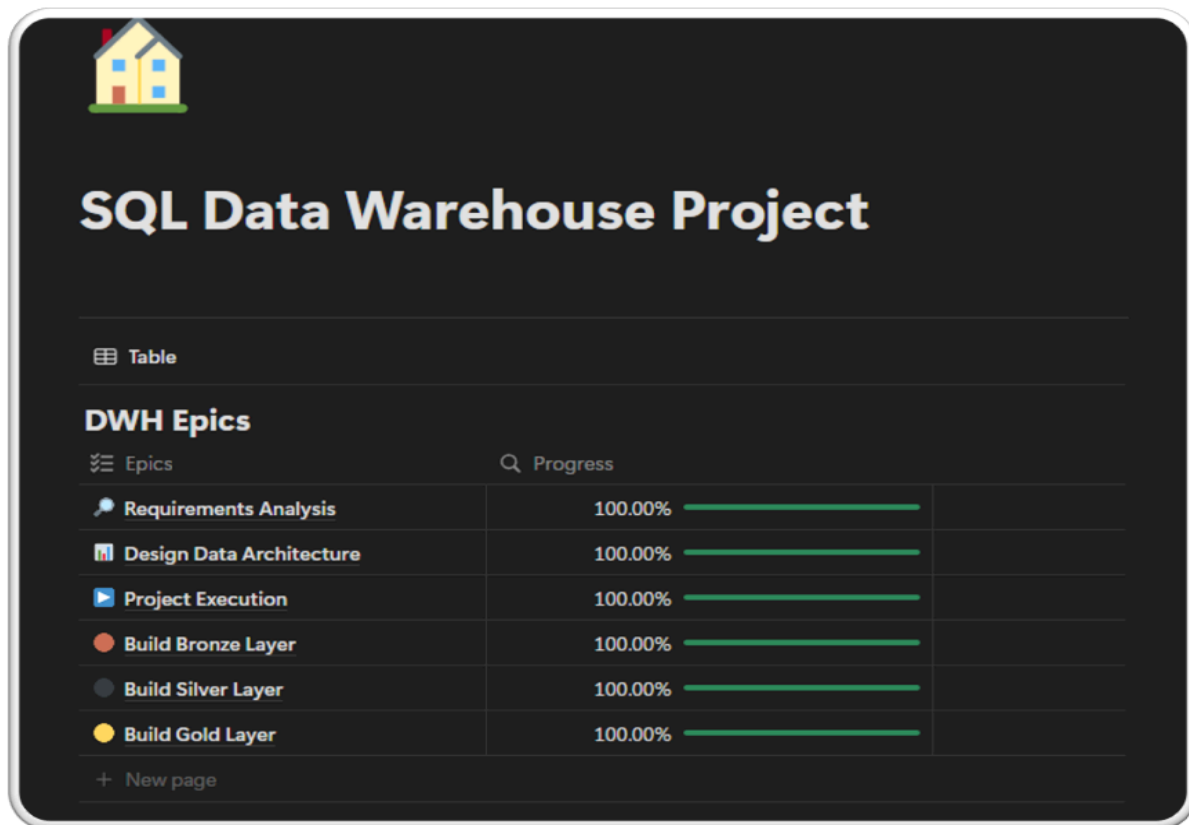 SQL Data Warehouse Project
Table
DWH Epics
Epics Progress
Requirements Analysis 100.00%
Design Data Architecture 100.00%
Project Execution 100.00%
Build Bronze Layer 100.00%
Build Silver Layer 100.00%
Build Gold Layer 100.00%
+ New page